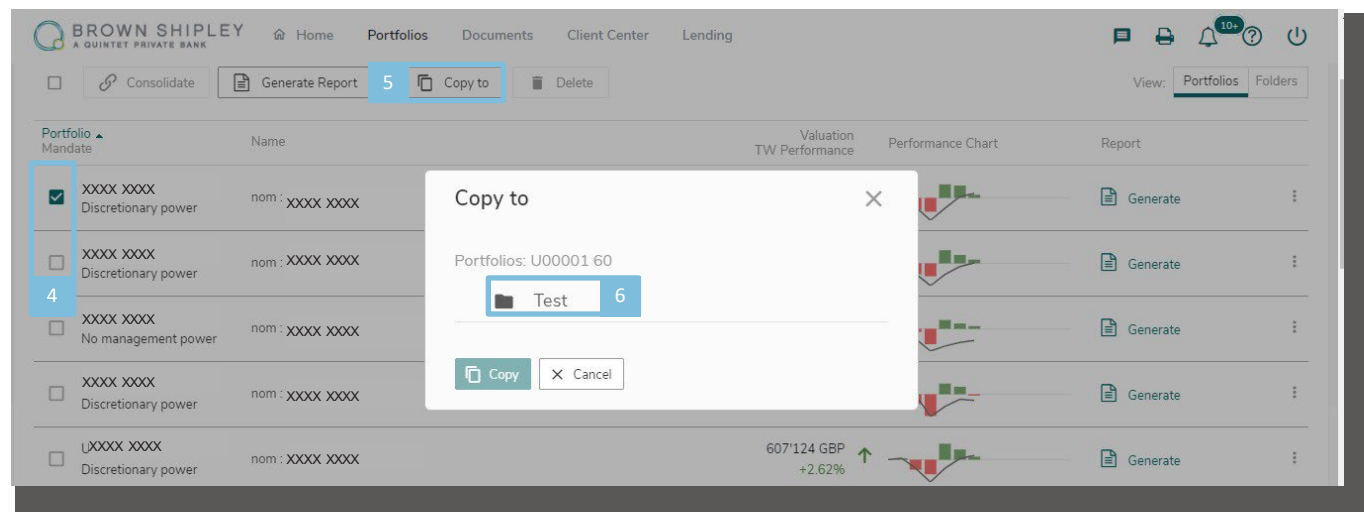 BROWN SHIPLEY
A QUINTET PRIVATE BANK
Home Portfolios Documents Client Center Lending
10+
Consolidate Generate Report 5 Copy to Delete View: Portfolios Folders
Portfolio Name Valuation Performance Chart Report
Mandate TW Performance
XXXX XXXX
Discretionary power nom : XXXX XXXX Generate
XXXX XXXX
Discretionary power nom : XXXX XXXX Generate
4
XXXX XXXX
No management power nom : XXXX XXXX Generate
XXXX XXXX
Discretionary power nom : XXXX XXXX Generate
UXXXX XXXX
Discretionary power nom : XXXX XXXX 607'124 GBP Generate
+2.62%
Copy to
Portfolios: U00001 60
Test 6
Copy Cancel